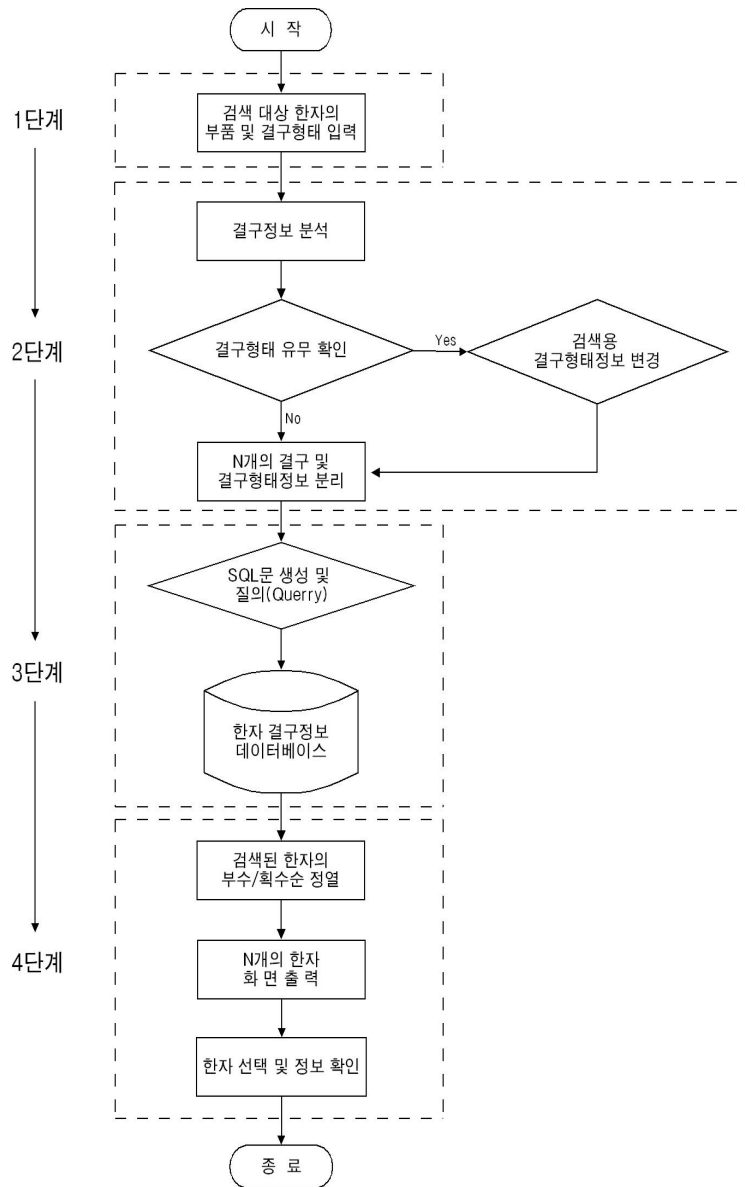 시 작
1단계
검색 대상 한자의
부품 및 결구형태 입력
결구정보 분석
2단계
결구형태 유무 확인
Yes
검색용
결구형태정보 변경
No
N개의 결구 및
결구형태정보 분리
SQL문 생성 및
질의(Querry)
3단계
한자 결구정보
데이터베이스
검색된 한자의
부수/획수순 정열
4단계
N개의 한자
화 면 출 력
한자 선택 및 정보 확인
종 료